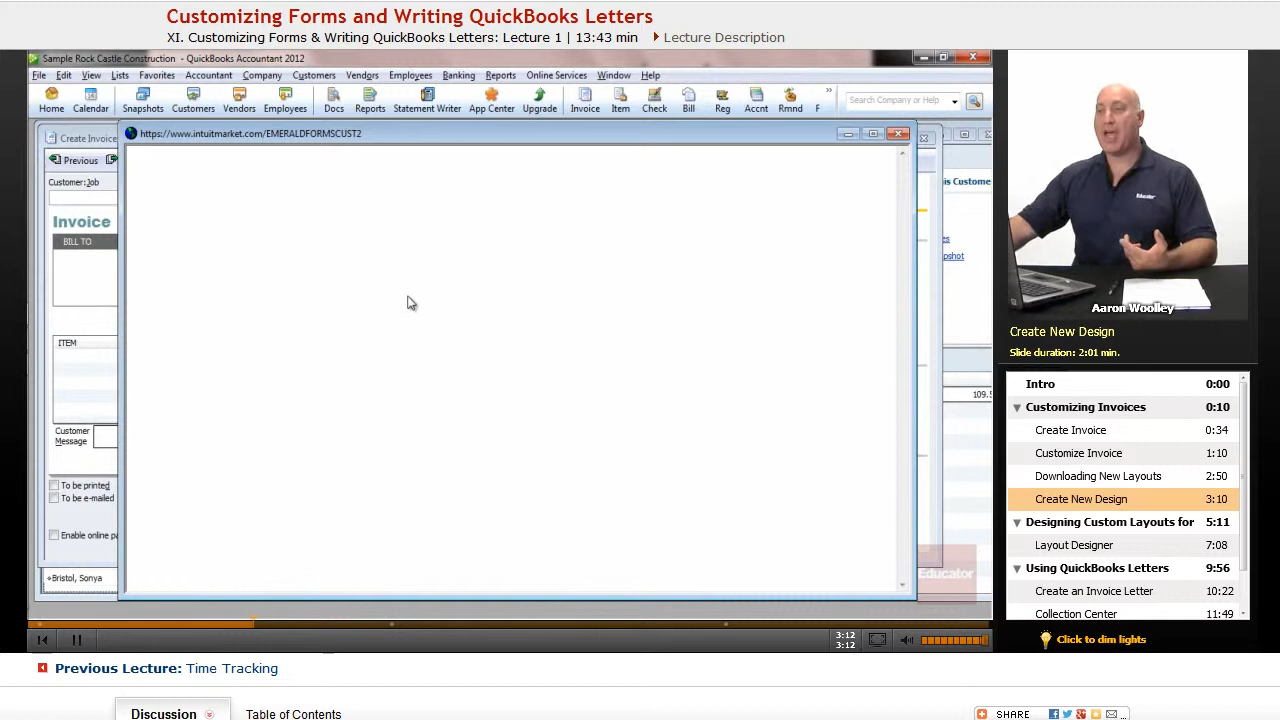 Customizing Forms and Writing QuickBooks Letters
XI. Customizing Forms & Writing QuickBooks Letters: Lecture 1 | 13:43 min
Lecture Description
Sample Rock Castle Construction - QuickBooks Accountant 2012
File Edit View Lists Favorites Accountant Company Customers Vendors Employees Banking Reports Online Services Window Help
Home Calendar Snapshots Customers Vendors Employees Docs Reports Statement Writer App Center Upgrade Invoice Item Check Bill Reg Accnt Rmnd F »
Search Company or Help
Create Invoice
https://www.intuitmarket.com/EMERALDFORMSCUST2
Previous
Customer:Job
is Custome
Invoice
BILL TO
es
pshot
ITEM
109.5
Customer
Message
To be printed
To be e-mailed
Enable online pa
+Bristol, Sonya
Educator
Educator
Aaron Woolley
Create New Design
Slide duration: 2:01 min.
Intro 0:00
Customizing Invoices 0:10
Create Invoice 0:34
Customize Invoice 1:10
Downloading New Layouts 2:50
Create New Design 3:10
Designing Custom Layouts for 5:11
Layout Designer 7:08
Using QuickBooks Letters 9:56
Create an Invoice Letter 10:22
Collection Center 11:49
3:12
3:12
Click to dim lights
Previous Lecture: Time Tracking
Discussion
Table of Contents
SHARE